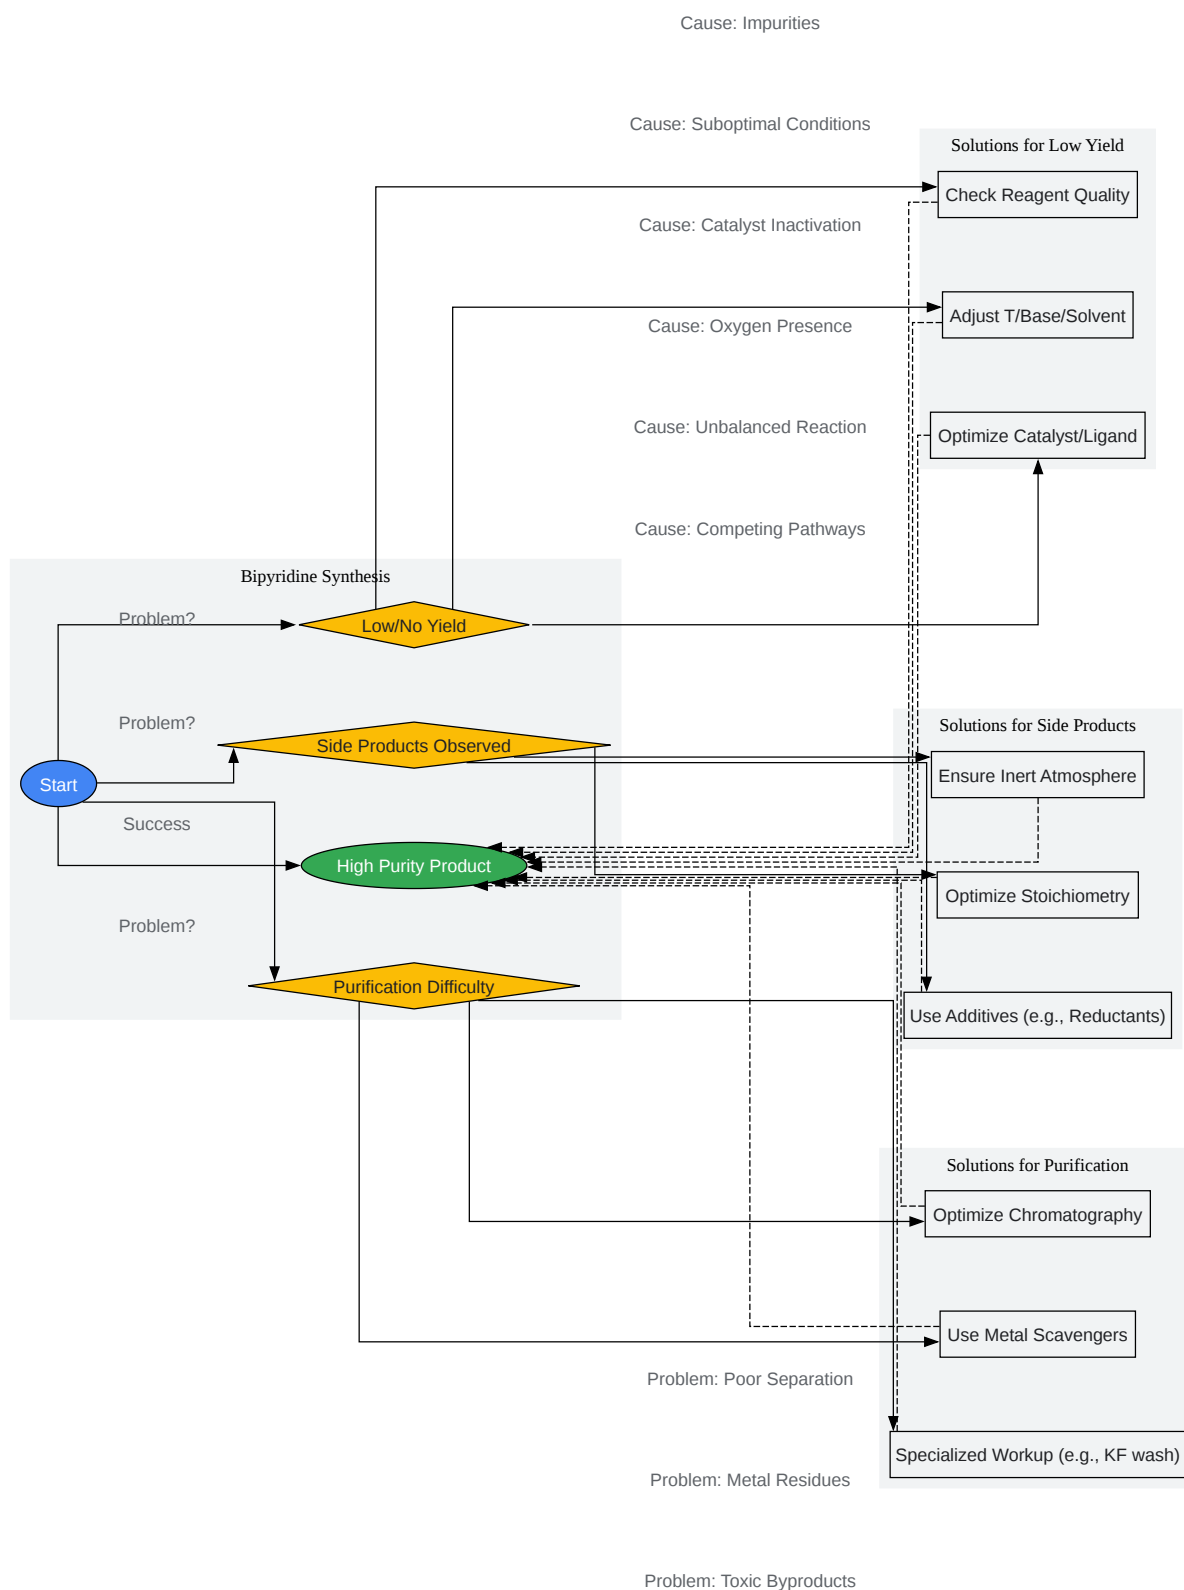 Cause: Impurities
Cause: Suboptimal Conditions
Solutions for Low Yield
Check Reagent Quality
Cause: Catalyst Inactivation
Adjust T/Base/Solvent
Cause: Oxygen Presence
Cause: Unbalanced Reaction
Optimize Catalyst/Ligand
Cause: Competing Pathways
Bipyridine Synthesis
Problem?
Low/No Yield
Problem?
Side Products Observed
Solutions for Side Products
Ensure Inert Atmosphere
Start
Success
High Purity Product
Optimize Stoichiometry
Problem?
Purification Difficulty
Use Additives (e.g., Reductants)
Solutions for Purification
Optimize Chromatography
Use Metal Scavengers
Problem: Poor Separation
Specialized Workup (e.g., KF wash)
Problem: Metal Residues
Problem: Toxic Byproducts